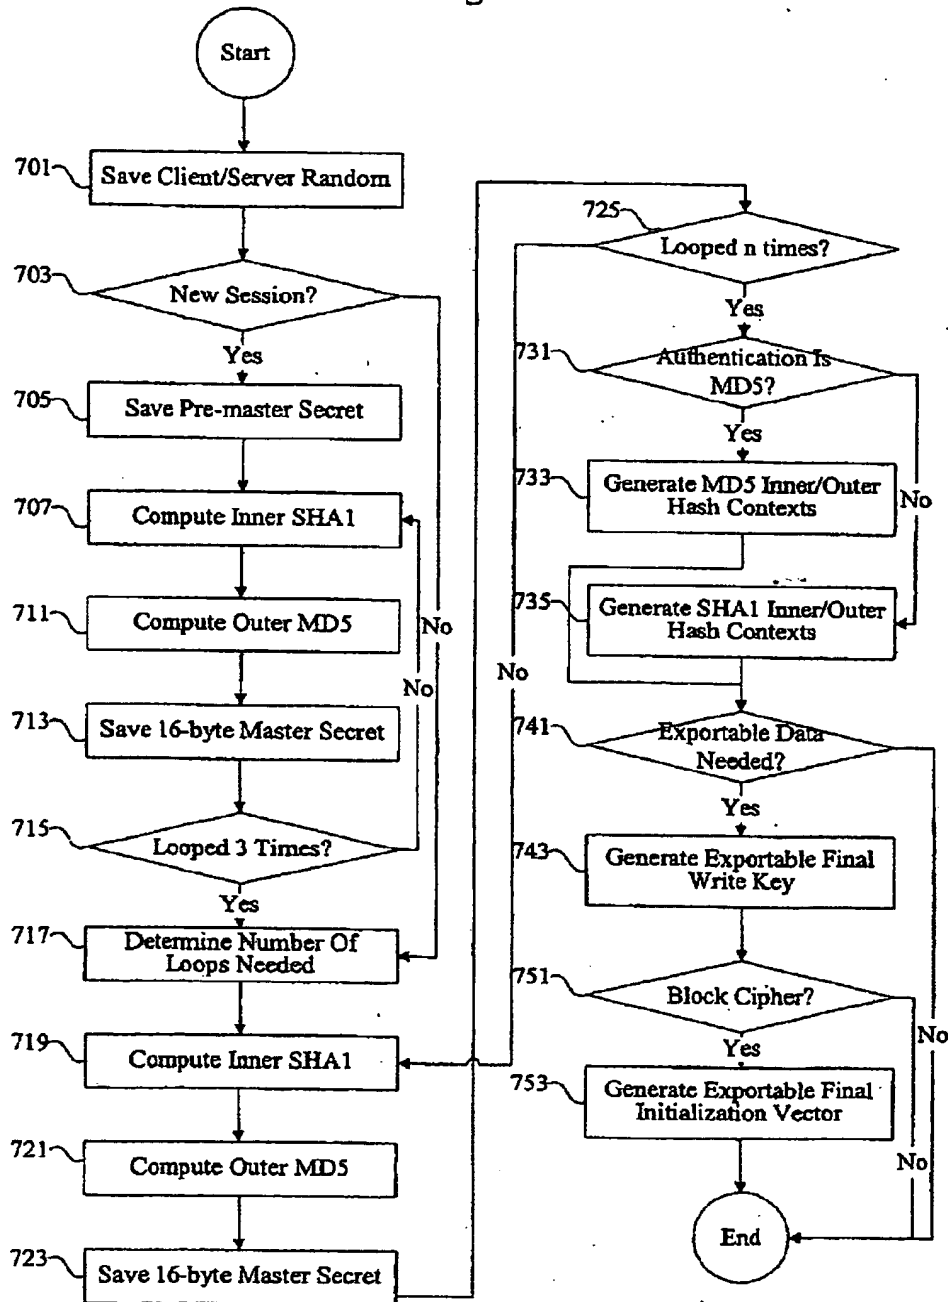 Start
701
Save Client/Server Random
703
New Session?
Yes
No
705
Save Pre-master Secret
707
Compute Inner SHA1
711
Compute Outer MD5
713
Save 16-byte Master Secret
715
Looped 3 Times?
No
Yes
717
Determine Number Of
Loops Needed
719
Compute Inner SHA1
721
Compute Outer MD5
723
Save 16-byte Master Secret
725
Looped n times?
No
Yes
731
Authentication Is
MD5?
Yes
No
733
Generate MD5 Inner/Outer
Hash Contexts
735
Generate SHA1 Inner/Outer
Hash Contexts
741
Exportable Data
Needed?
Yes
No
743
Generate Exportable Final
Write Key
751
Block Cipher?
Yes
No
753
Generate Exportable Final
Initialization Vector
End